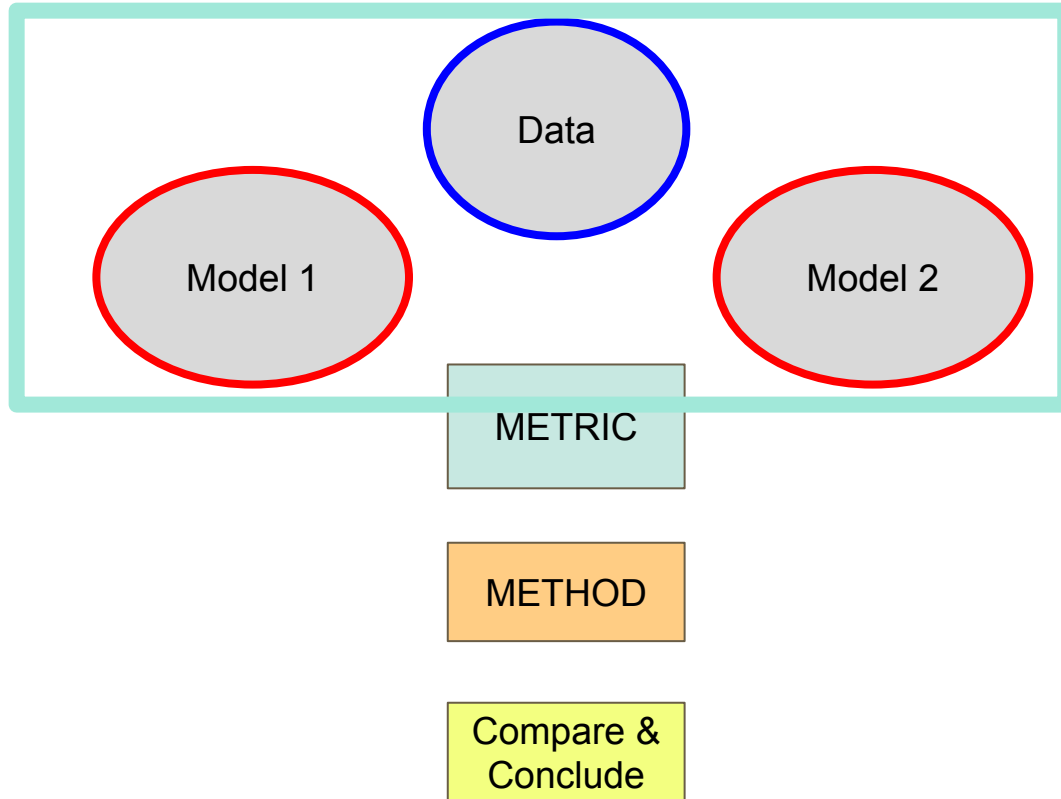 Data
Model 1
Model 2
METRIC
METHOD
Compare &
Conclude